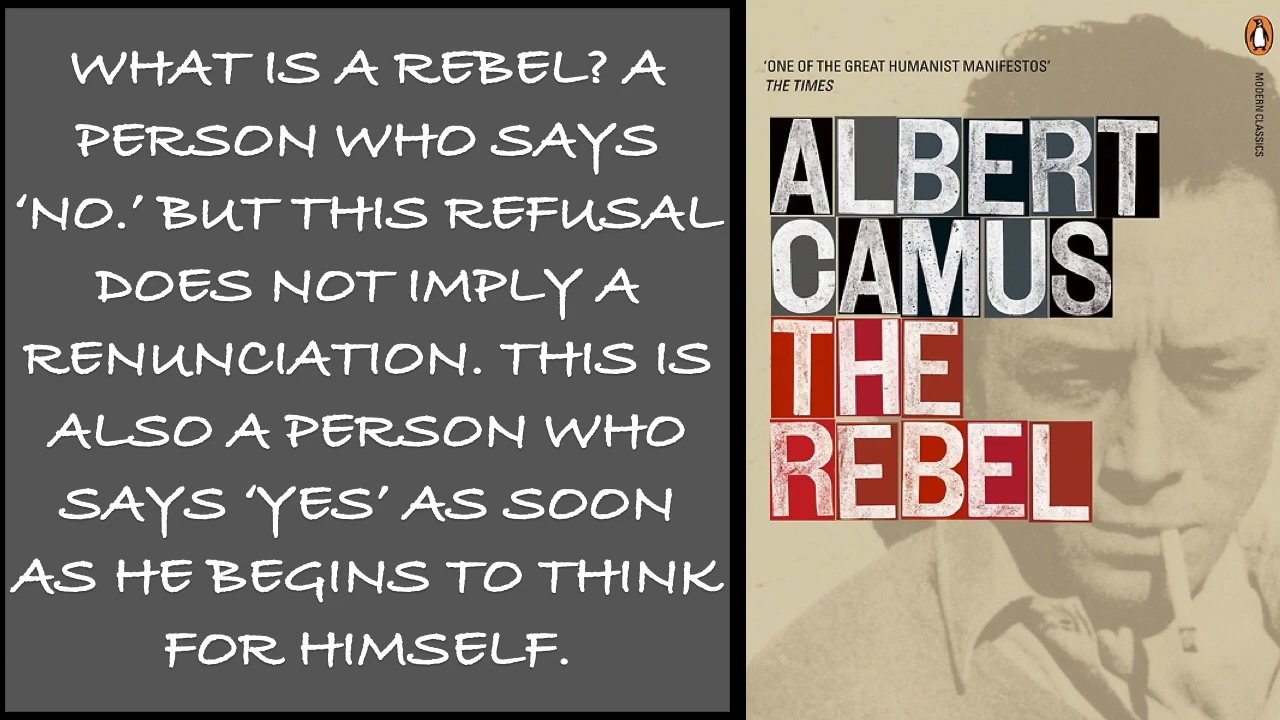 WHAT IS A REBEL? A
PERSON WHO SAYS
‘NO.’ BUT THIS REFUSAL
DOES NOT IMPLY A
RENUNCIATION. THIS IS
ALSO A PERSON WHO
SAYS ‘YES’ AS SOON
AS HE BEGINS TO THINK
FOR HIMSELF.
‘ONE OF THE GREAT HUMANIST MANIFESTOS’
THE TIMES
ALBERT
CAMUS
THE
REBEL
MODERN CLASSICS